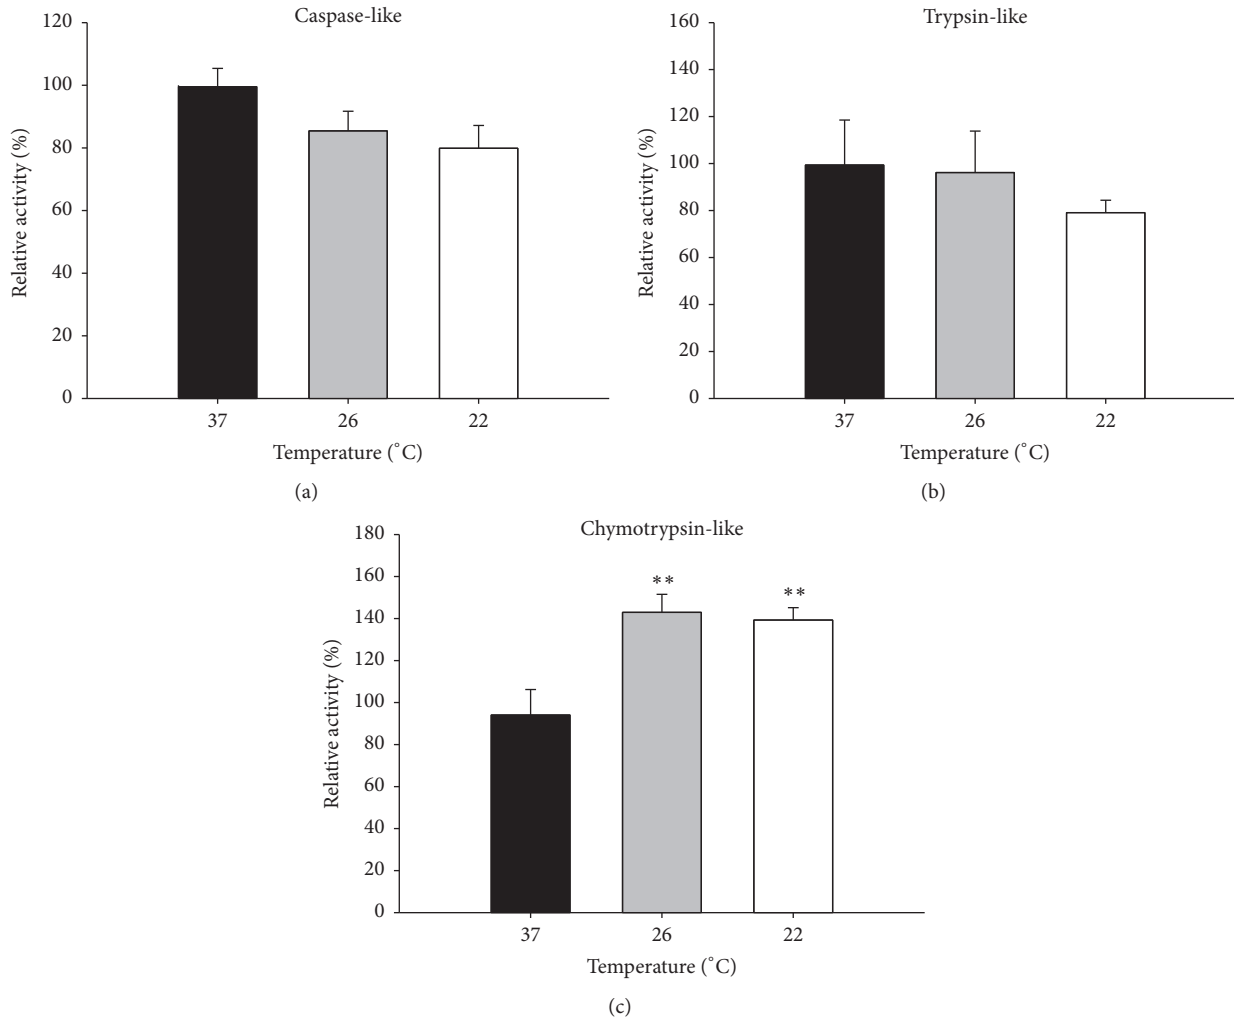 Caspase-like
120
100
80
60
40
20
0
Relative activity (%)
37 26 22
Temperature (°C)
(a)
Trypsin-like
160
140
120
100
80
60
40
20
0
Relative activity (%)
37 26 22
Temperature (°C)
(b)
Chymotrypsin-like
180
160
140
120
100
80
60
40
20
0
Relative activity (%)
** **
37 26 22
Temperature (°C)
(c)